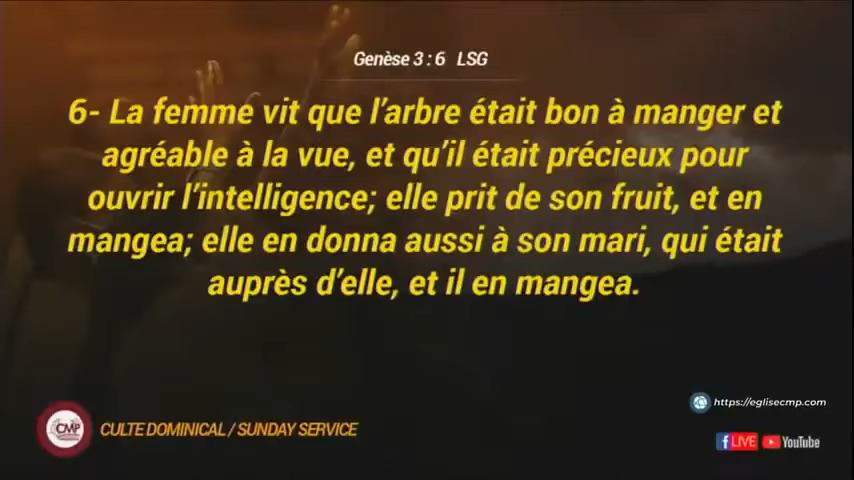 Genèse 3 : 6 LSG
6- La femme vit que l’arbre était bon à manger et
agréable à la vue, et qu’il était précieux pour
ouvrir l’intelligence; elle prit de son fruit, et en
mangea; elle en donna aussi à son mari, qui était
auprès d’elle, et il en mangea.
https://eglisecmp.com
CMP
CULTE DOMINICAL / SUNDAY SERVICE
f LIVE YouTube